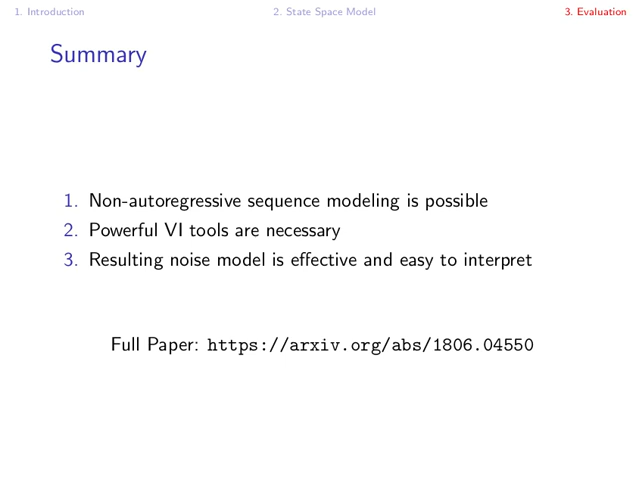 1. Introduction 2. State Space Model 3. Evaluation
Summary
1. Non-autoregressive sequence modeling is possible
2. Powerful VI tools are necessary
3. Resulting noise model is effective and easy to interpret
Full Paper: https://arxiv.org/abs/1806.04550